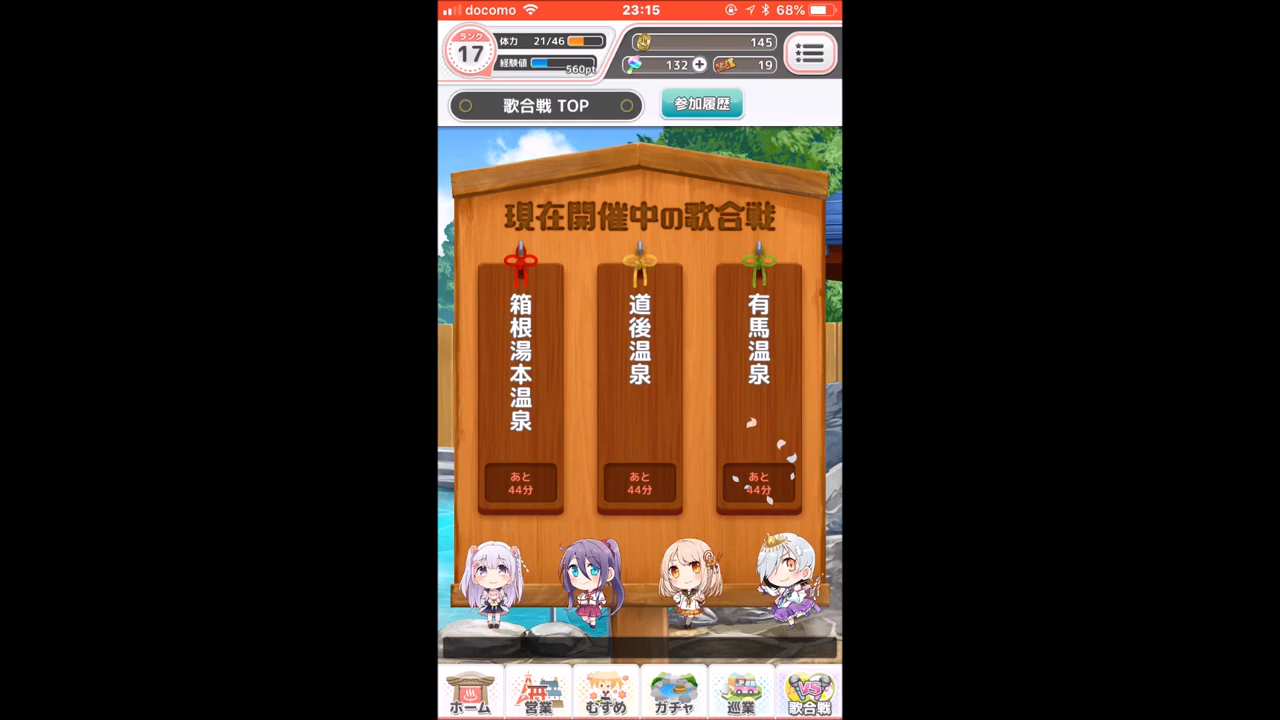 docomo 23:15 68%
ランク
17
体力 21/46
経験値
560pt
145
132
19
歌合戦 TOP
参加履歴
現在開催中の歌合戦
箱根湯本温泉
あと
44分
道後温泉
あと
44分
有馬温泉
あと
44分
ホーム
営業
むすめ
ガチャ
巡業
VS
歌合戦